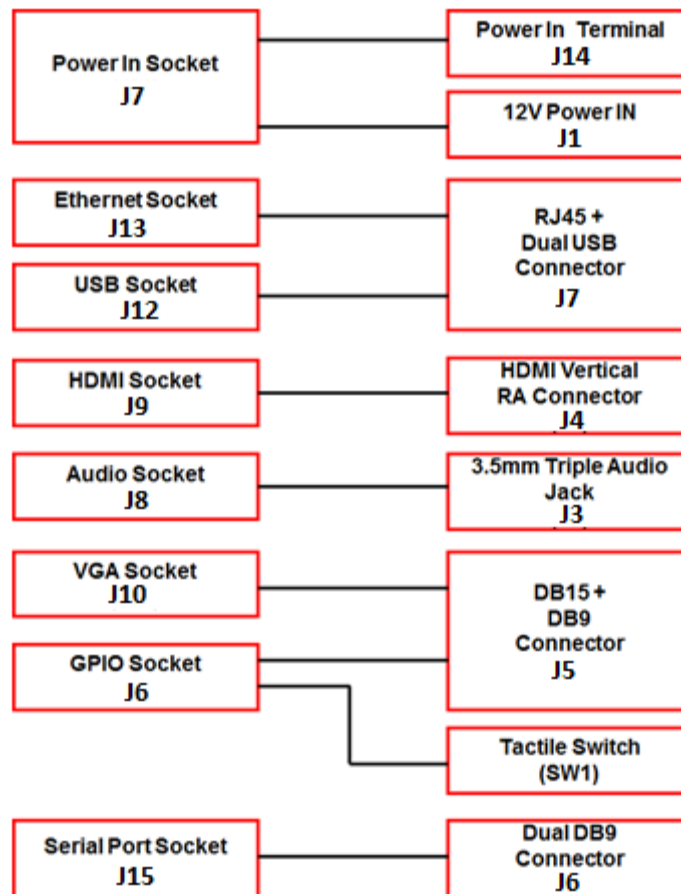 Power In Socket
J7
Power In Terminal
J14
12V Power IN
J1
Ethernet Socket
J13
USB Socket
J12
RJ45 +
Dual USB
Connector
J7
HDMI Socket
J9
HDMI Vertical
RA Connector
J4
Audio Socket
J8
3.5mm Triple Audio
Jack
J3
VGA Socket
J10
GPIO Socket
J6
DB15 +
DB9
Connector
J5
Tactile Switch
(SW1)
Serial Port Socket
J15
Dual DB9
Connector
J6